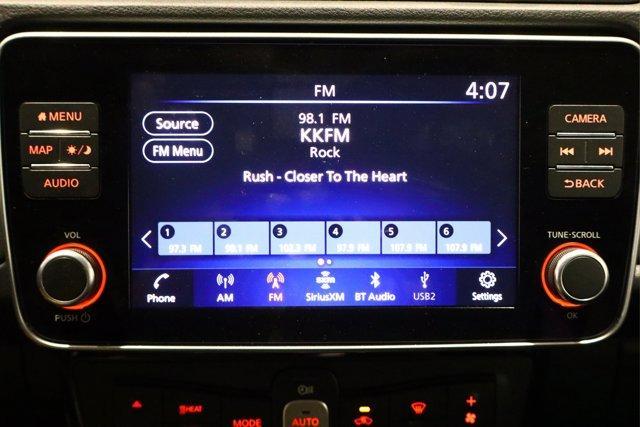 FM 4:07
MENU
MAP
AUDIO
VOL
PUSH
Source
FM Menu
98.1 FM
KKFM
Rock
Rush - Closer To The Heart
1 2 3 4 5 6
97.3 FM 98.1 FM 102.3 FM 97.9 FM 107.9 FM 107.9 FM
Phone AM FM SiriusXM BT Audio USB2 Settings
CAMERA
BACK
TUNE-SCROLL
OK
HEAT
MODE
AUTO